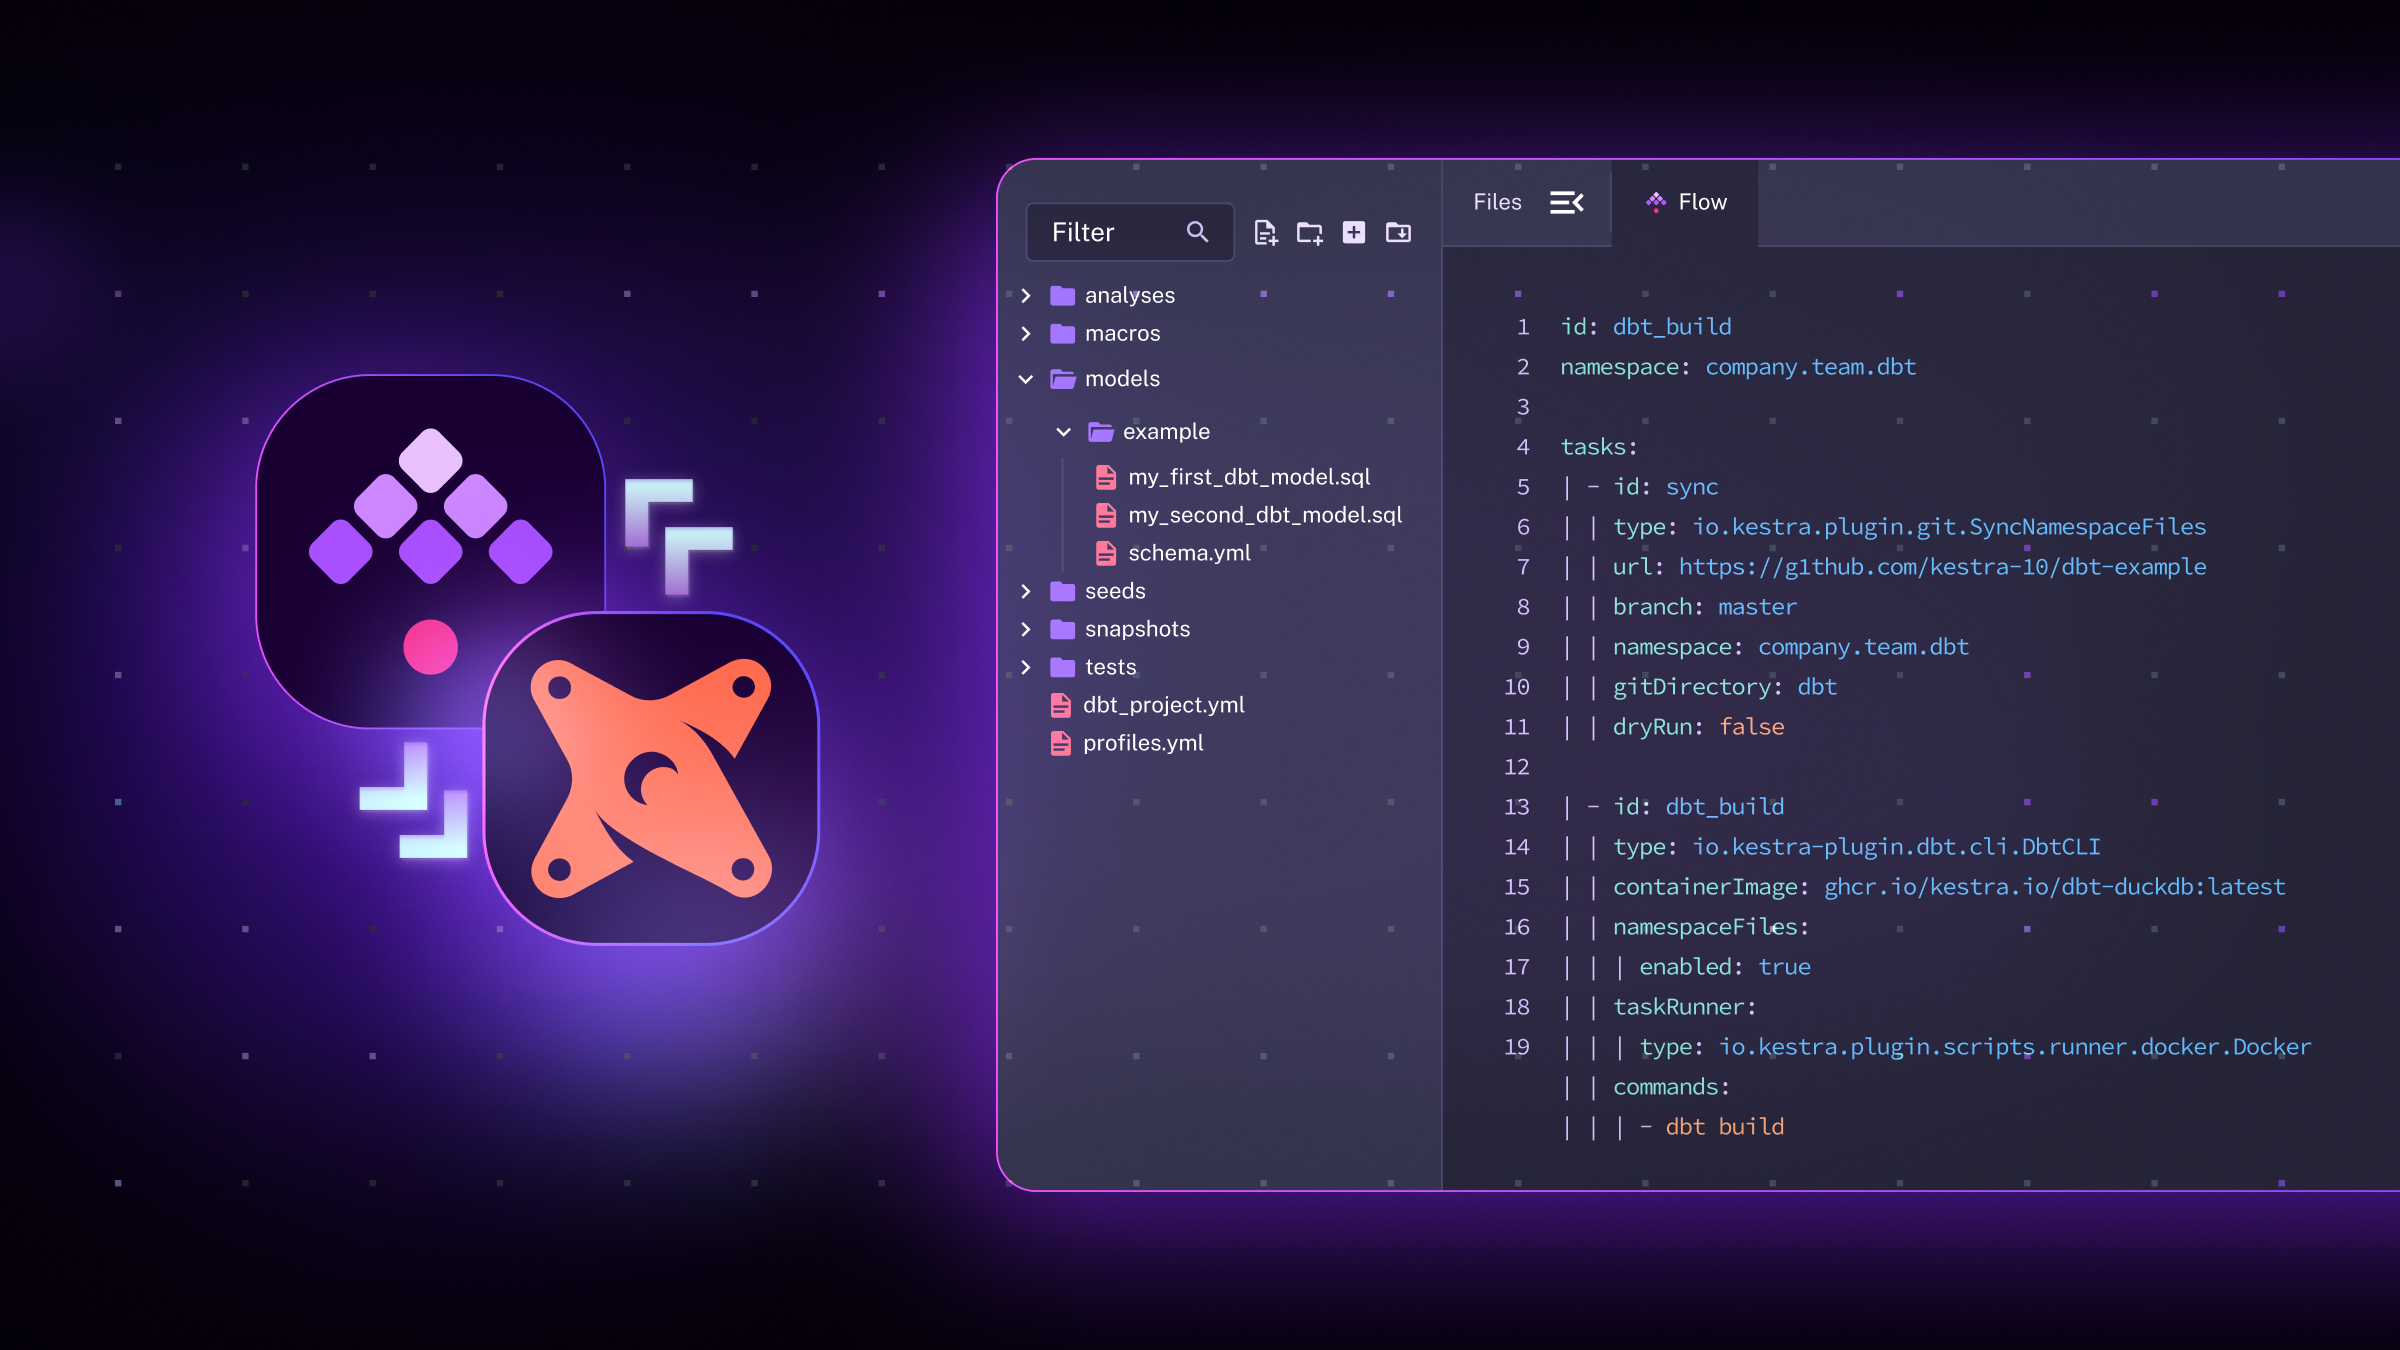 Filter
analyses
macros
models
example
my_first_dbt_model.sql
my_second_dbt_model.sql
schema.yml
seeds
snapshots
tests
dbt_project.yml
profiles.yml
Files
Flow
1 id: dbt_build
2 namespace: company.team.dbt
3
4 tasks:
5 | - id: sync
6 | | type: io.kestra.plugin.git.SyncNamespaceFiles
7 | | url: https://g1thub.com/kestra-10/dbt-example
8 | | branch: master
9 | | namespace: company.team.dbt
10 | | gitDirectory: dbt
11 | | dryRun: false
12
13 | - id: dbt_build
14 | | type: io.kestra-plugin.dbt.cli.DbtCLI
15 | | containerImage: ghcr.io/kestra.io/dbt-duckdb:latest
16 | | namespaceFiles:
17 | | | enabled: true
18 | | taskRunner:
19 | | | type: io.kestra.plugin.scripts.runner.docker.Docker
| | commands:
| | | - dbt build